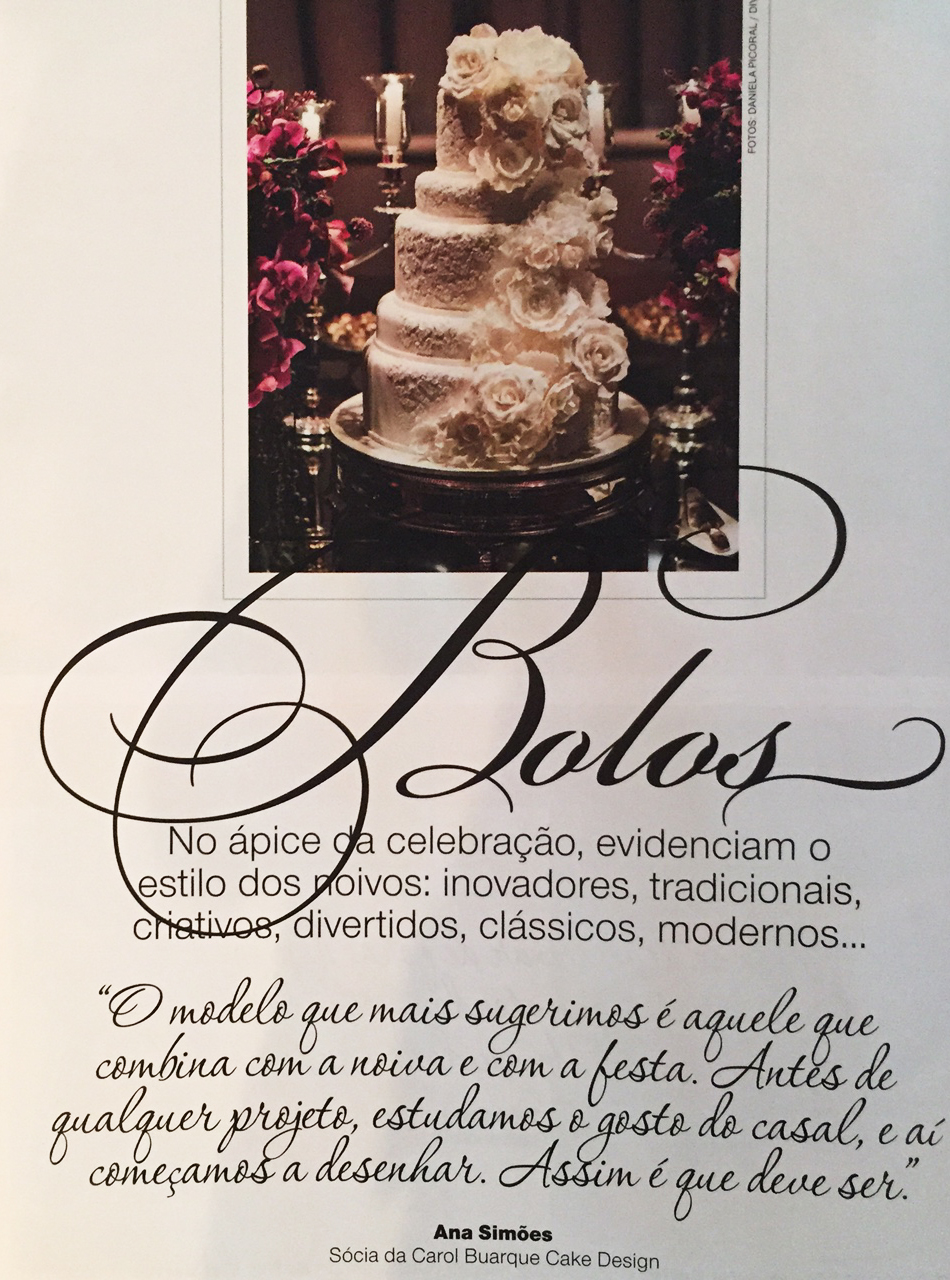 FOTOS: DANIELA PICORAL /
Bolos
No ápice da celebração, evidenciam o
estilo dos noivos: inovadores, tradicionais,
criativos, divertidos, clássicos, modernos...
“O modelo que mais sugerimos é aquele que
combina com a noiva e com a festa. Antes de
qualquer projeto, estudamos o gosto do casal, e aí
começamos a desenhar. Assim é que deve ser.”
Ana Simões
Sócia da Carol Buarque Cake Design